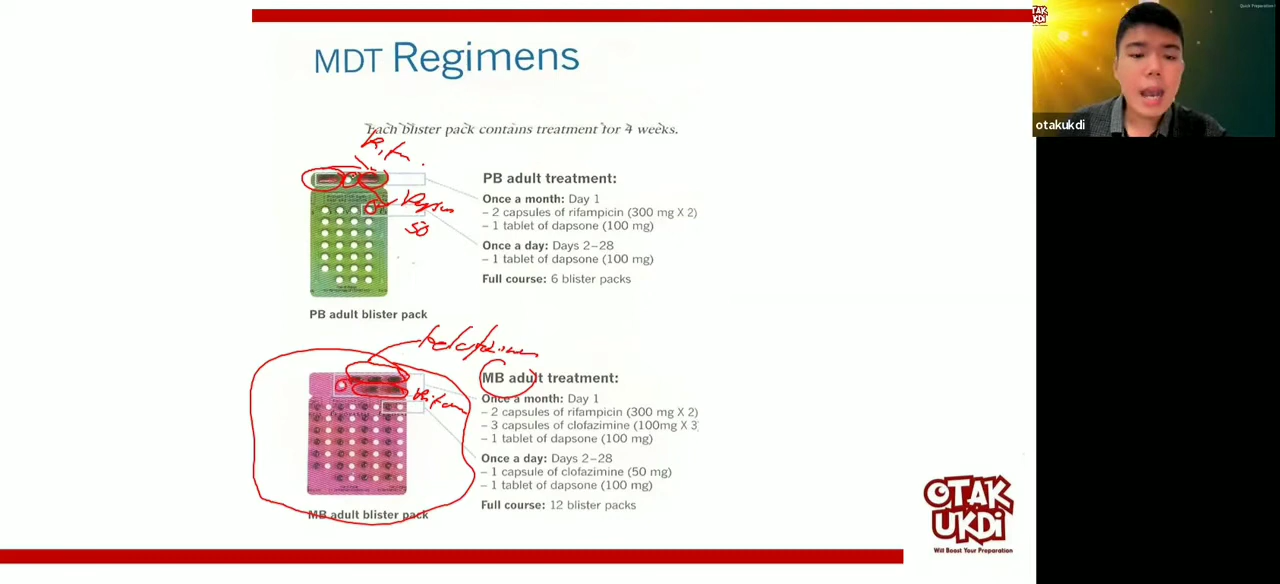 MDT Regimens
Each blister pack contains treatment for 4 weeks.
PB adult treatment:
Once a month: Day 1
– 2 capsules of rifampicin (300 mg X 2)
– 1 tablet of dapsone (100 mg)
Once a day: Days 2–28
– 1 tablet of dapsone (100 mg)
Full course: 6 blister packs
PB adult blister pack
50
MB adult treatment:
Once a month: Day 1
– 2 capsules of rifampicin (300 mg X 2)
– 3 capsules of clofazimine (100mg X 3)
– 1 tablet of dapsone (100 mg)
Once a day: Days 2–28
– 1 capsule of clofazimine (50 mg)
– 1 tablet of dapsone (100 mg)
Full course: 12 blister packs
MB adult blister pack
OTAK
UKDI
otakukdi
OTAK
UKDi
Will Boost Your Preparation